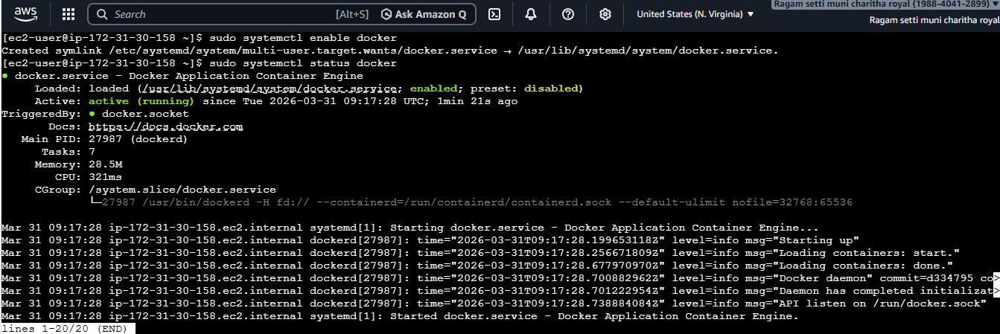 aws
Search [Alt+S] Ask Amazon Q United States (N. Virginia) ▼ Ragam setti muni charitha royal (1988-4041-2899) ▼
Ragam setti muni charitha royal
[ec2-user@ip-172-31-30-158 ~]$ sudo systemctl enable docker
Created symlink /etc/systemd/system/multi-user.target.wants/docker.service → /usr/lib/systemd/system/docker.service.
[ec2-user@ip-172-31-30-158 ~]$ sudo systemctl status docker
● docker.service - Docker Application Container Engine
Loaded: loaded (/usr/lib/systemd/system/docker.service; enabled; preset: disabled)
Active: active (running) since Tue 2026-03-31 09:17:28 UTC; 1min 21s ago
TriggeredBy: ● docker.socket
Docs: https://docs.docker.com
Main PID: 27987 (dockerd)
Tasks: 7
Memory: 28.5M
CPU: 321ms
CGroup: /system.slice/docker.service
└─27987 /usr/bin/dockerd -H fd:// --containerd=/run/containerd/containerd.sock --default-ulimit nofile=32768:65536
Mar 31 09:17:28 ip-172-31-30-158.ec2.internal systemd[1]: Starting docker.service - Docker Application Container Engine...
Mar 31 09:17:28 ip-172-31-30-158.ec2.internal dockerd[27987]: time="2026-03-31T09:17:28.199653118Z" level=info msg="Starting up"
Mar 31 09:17:28 ip-172-31-30-158.ec2.internal dockerd[27987]: time="2026-03-31T09:17:28.256671809Z" level=info msg="Loading containers: start."
Mar 31 09:17:28 ip-172-31-30-158.ec2.internal dockerd[27987]: time="2026-03-31T09:17:28.677970970Z" level=info msg="Loading containers: done."
Mar 31 09:17:28 ip-172-31-30-158.ec2.internal dockerd[27987]: time="2026-03-31T09:17:28.700882962Z" level=info msg="Docker daemon" commit=d334795 co>
Mar 31 09:17:28 ip-172-31-30-158.ec2.internal dockerd[27987]: time="2026-03-31T09:17:28.701222954Z" level=info msg="Daemon has completed initializat>
Mar 31 09:17:28 ip-172-31-30-158.ec2.internal dockerd[27987]: time="2026-03-31T09:17:28.738884084Z" level=info msg="API listen on /run/docker.sock"
Mar 31 09:17:28 ip-172-31-30-158.ec2.internal systemd[1]: Started docker.service - Docker Application Container Engine.
lines 1-20/20 (END)